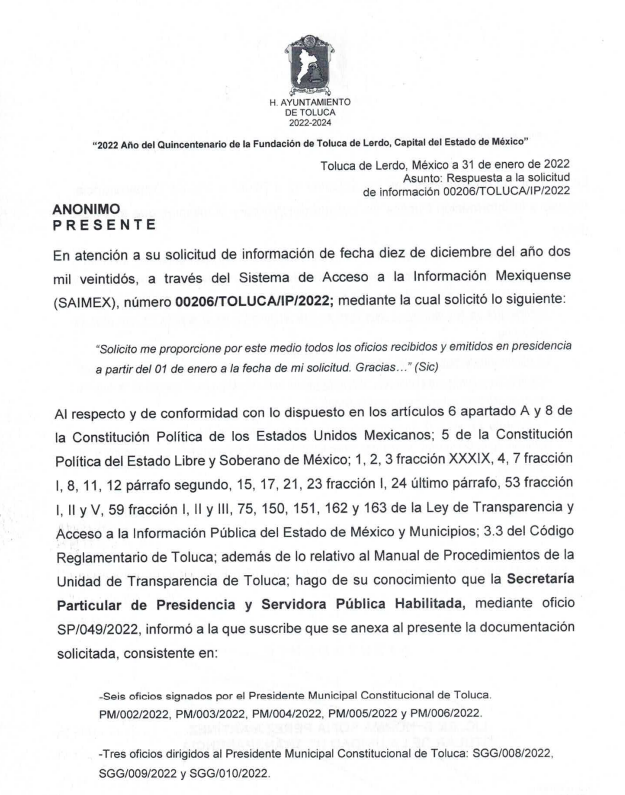 H. AYUNTAMIENTO
DE TOLUCA
2022-2024
"2022 Año del Quincentenario de la Fundación de Toluca de Lerdo, Capital del Estado de México"
Toluca de Lerdo, México a 31 de enero de 2022
Asunto: Respuesta a la solicitud
de información 00206/TOLUCA/IP/2022
ANONIMO
P R E S E N T E
En atención a su solicitud de información de fecha diez de diciembre del año dos
mil veintidós, a través del Sistema de Acceso a la Información Mexiquense
(SAIMEX), número 00206/TOLUCA/IP/2022; mediante la cual solicitó lo siguiente:
"Solicito me proporcione por este medio todos los oficios recibidos y emitidos en presidencia
a partir del 01 de enero a la fecha de mi solicitud. Gracias…" (Sic)
Al respecto y de conformidad con lo dispuesto en los artículos 6 apartado A y 8 de
la Constitución Política de los Estados Unidos Mexicanos; 5 de la Constitución
Política del Estado Libre y Soberano de México; 1, 2, 3 fracción XXXIX, 4, 7 fracción
I, 8, 11, 12 párrafo segundo, 15, 17, 21, 23 fracción I, 24 último párrafo, 53 fracción
I, II y V, 59 fracción I, II y III, 75, 150, 151, 162 y 163 de la Ley de Transparencia y
Acceso a la Información Pública del Estado de México y Municipios; 3.3 del Código
Reglamentario de Toluca; además de lo relativo al Manual de Procedimientos de la
Unidad de Transparencia de Toluca; hago de su conocimiento que la Secretaría
Particular de Presidencia y Servidora Pública Habilitada, mediante oficio
SP/049/2022, informó a la que suscribe que se anexa al presente la documentación
solicitada, consistente en:
-Seis oficios signados por el Presidente Municipal Constitucional de Toluca.
PM/002/2022, PM/003/2022, PM/004/2022, PM/005/2022 y PM/006/2022.
-Tres oficios dirigidos al Presidente Municipal Constitucional de Toluca: SGG/008/2022,
SGG/009/2022 y SGG/010/2022.